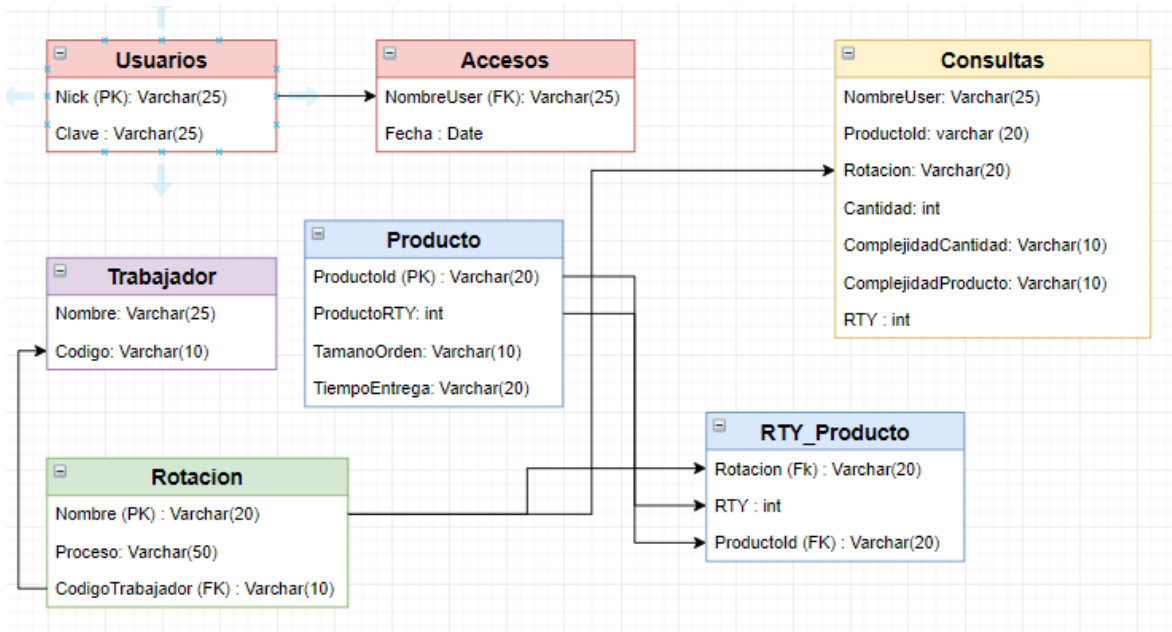 Usuarios
Nick (PK): Varchar(25)
Clave : Varchar(25)
Accesos
NombreUser (FK): Varchar(25)
Fecha : Date
Consultas
NombreUser: Varchar(25)
ProductoId: varchar (20)
Rotacion: Varchar(20)
Cantidad: int
ComplejidadCantidad: Varchar(10)
ComplejidadProducto: Varchar(10)
RTY : int
Producto
ProductoId (PK) : Varchar(20)
ProductoRTY: int
TamanoOrden: Varchar(10)
TiempoEntrega: Varchar(20)
Trabajador
Nombre: Varchar(25)
Codigo: Varchar(10)
RTY_Producto
Rotacion (Fk) : Varchar(20)
RTY : int
ProductoId (FK) : Varchar(20)
Rotacion
Nombre (PK) : Varchar(20)
Proceso: Varchar(50)
CodigoTrabajador (FK) : Varchar(10)